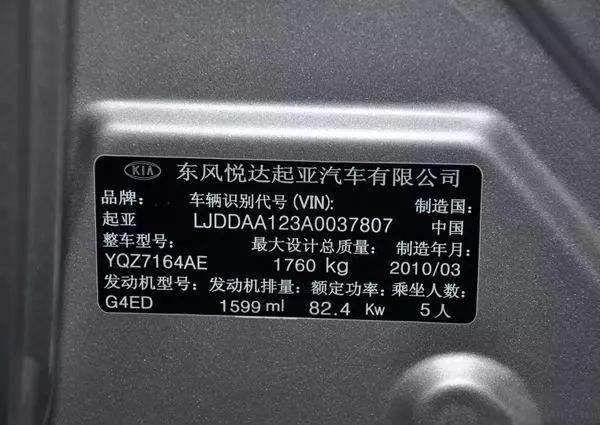 KIA 东风悦达起亚汽车有限公司
品牌: 车辆识别代号(VIN): 制造国:
起亚 LJDDAA123A0037807 中国
整车型号: 最大设计总质量: 制造年月:
YQZ7164AE 1760 kg 2010/03
发动机型号: 发动机排量: 额定功率: 乘坐人数:
G4ED 1599 ml 82.4 Kw 5人